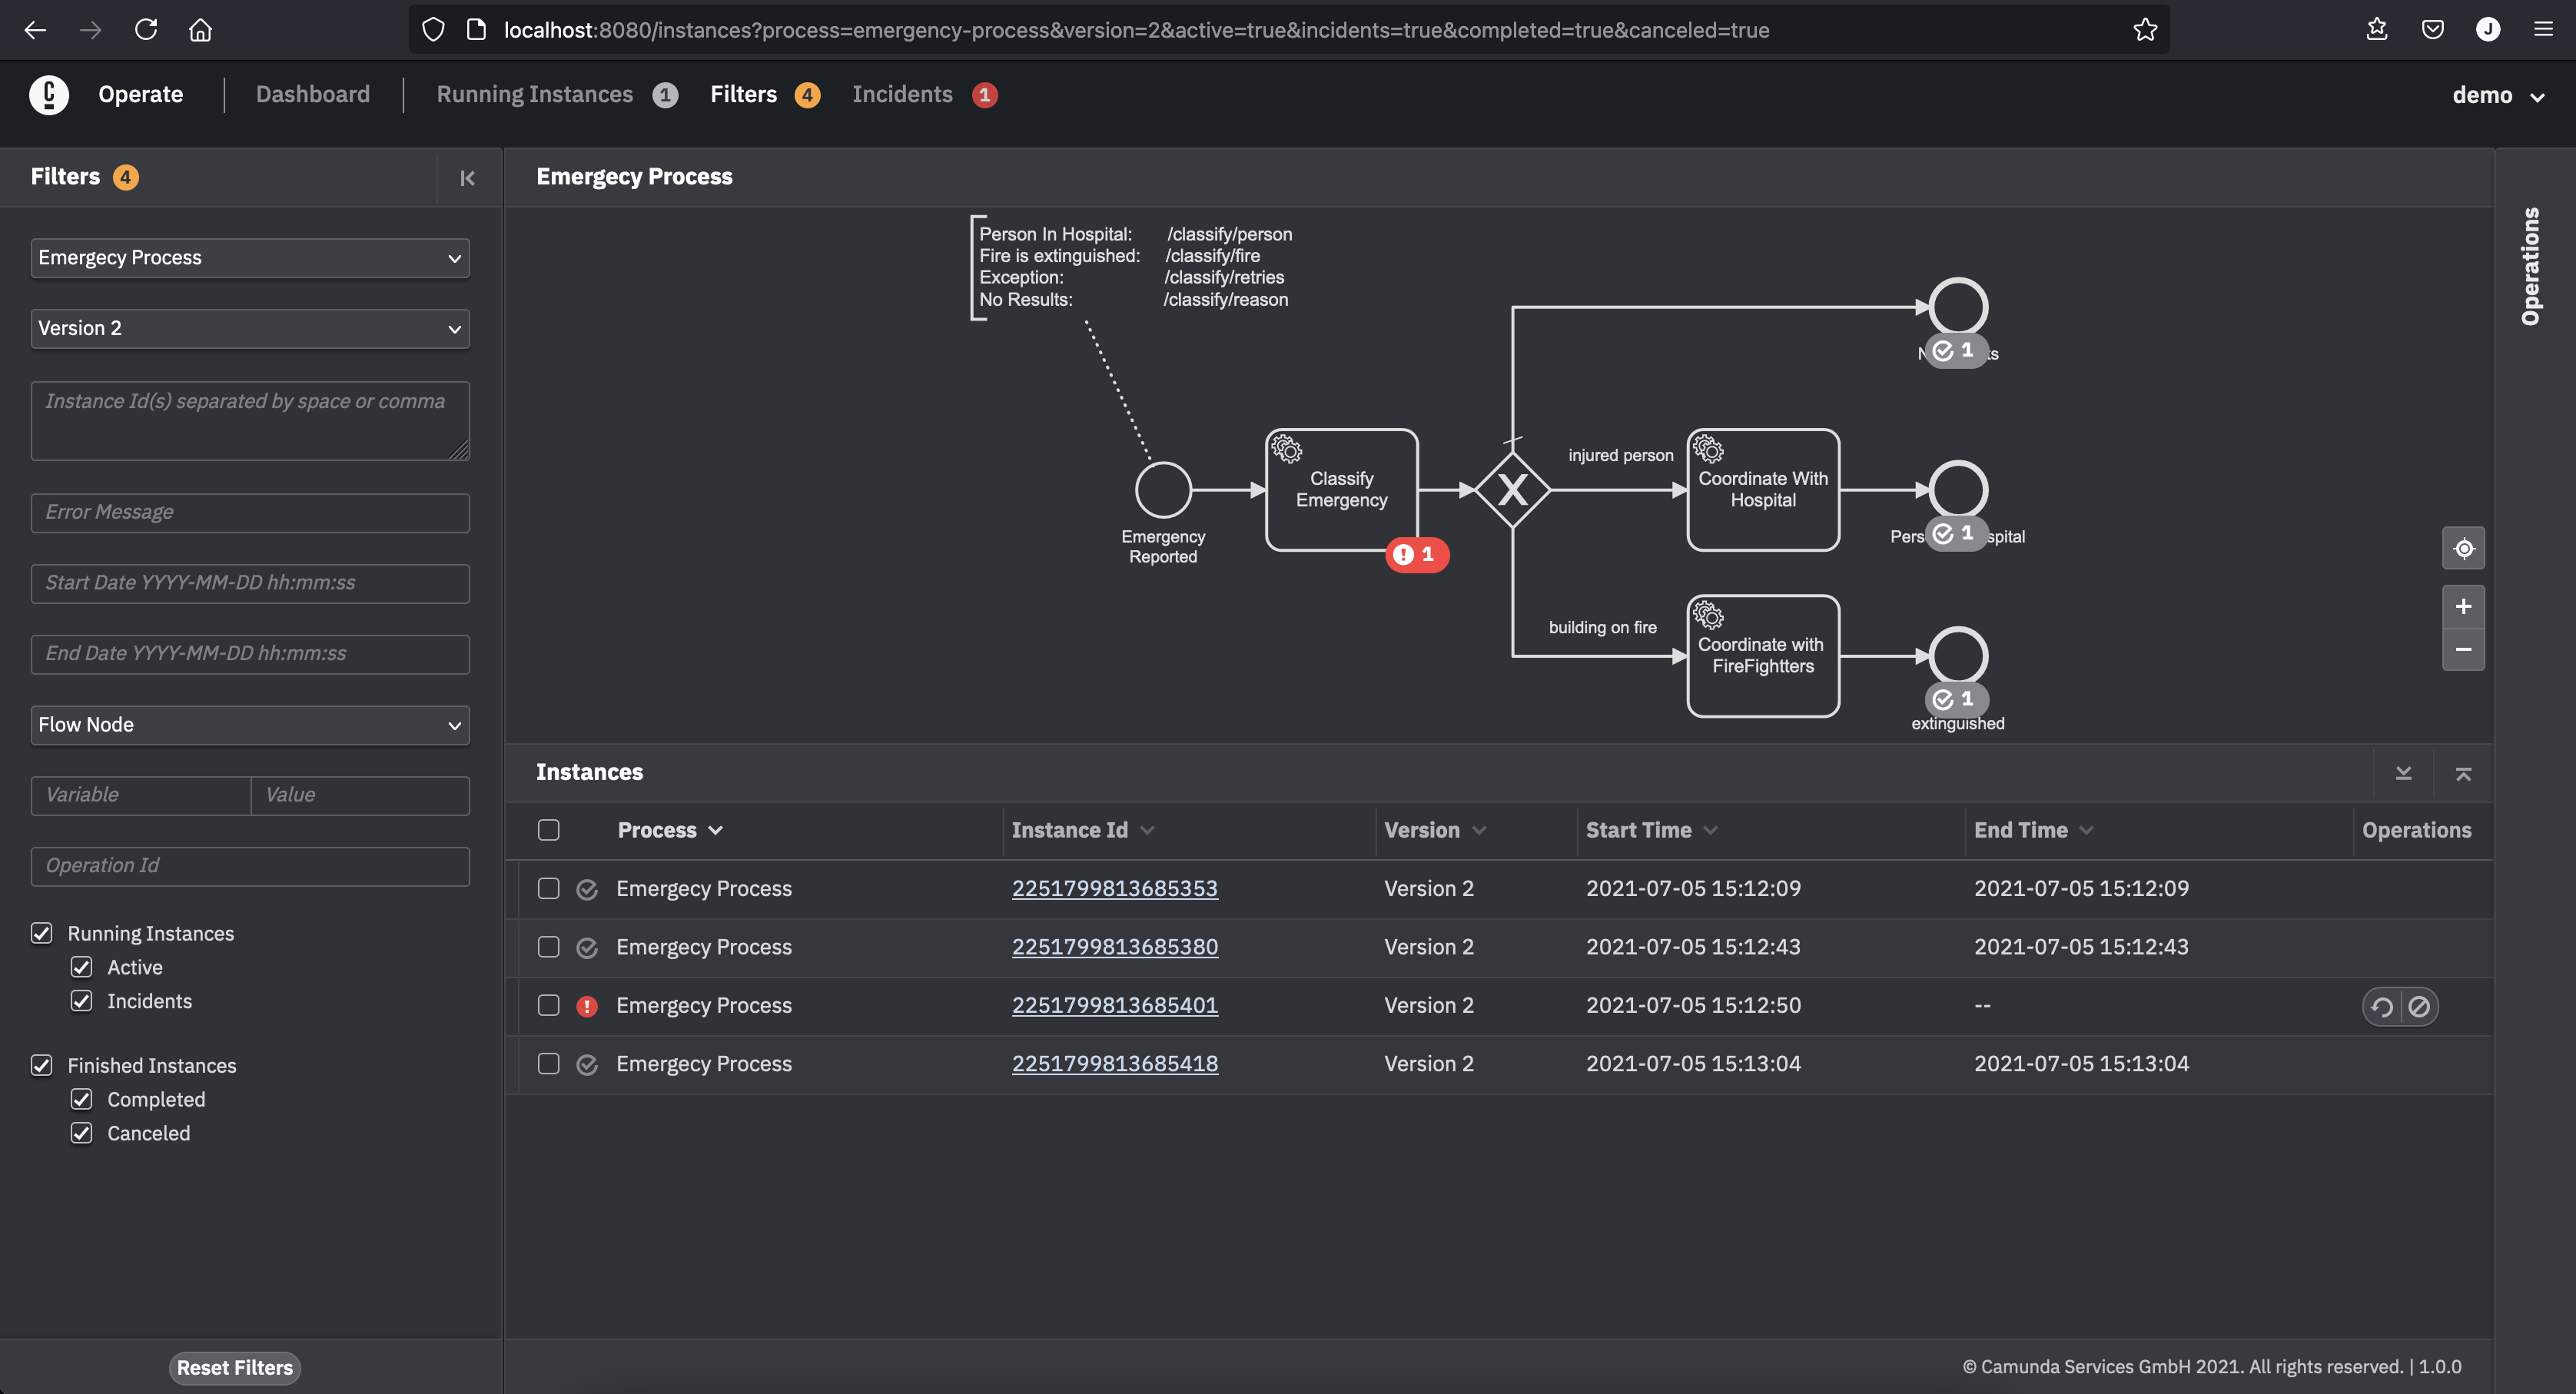 localhost:8080/instances?process=emergency-process&version=2&active=true&incidents=true&completed=true&canceled=true
J
Operate
Dashboard
Running Instances 1
Filters 4
Incidents 1
demo
Filters 4
Emergecy Process
Version 2
Instance Id(s) separated by space or comma
Error Message
Start Date YYYY-MM-DD hh:mm:ss
End Date YYYY-MM-DD hh:mm:ss
Flow Node
Variable Value
Operation Id
Running Instances
Active
Incidents
Finished Instances
Completed
Canceled
Reset Filters
Emergecy Process
Person In Hospital: /classify/person
Fire is extinguished: /classify/fire
Exception: /classify/retries
No Results: /classify/reason
1
Emergency
Reported
Classify
Emergency
1
injured person
Coordinate With
Hospital
1
building on fire
Coordinate with
FireFightters
1
extinguished
Operations
Instances
Process Instance Id Version Start Time End Time Operations
Emergecy Process 2251799813685353 Version 2 2021-07-05 15:12:09 2021-07-05 15:12:09
Emergecy Process 2251799813685380 Version 2 2021-07-05 15:12:43 2021-07-05 15:12:43
Emergecy Process 2251799813685401 Version 2 2021-07-05 15:12:50 --
Emergecy Process 2251799813685418 Version 2 2021-07-05 15:13:04 2021-07-05 15:13:04
© Camunda Services GmbH 2021. All rights reserved. | 1.0.0